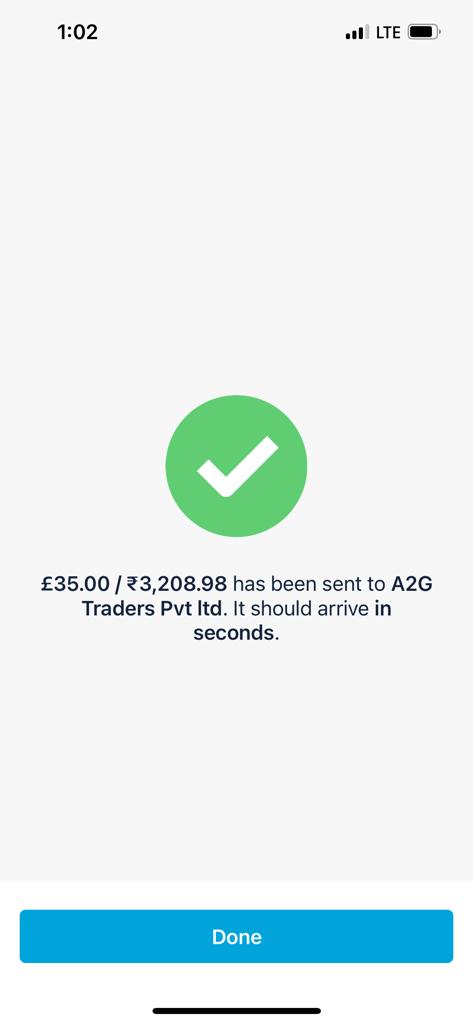 1:02 LTE
£35.00 / ₹3,208.98 has been sent to A2G
Traders Pvt ltd. It should arrive in
seconds.
Done